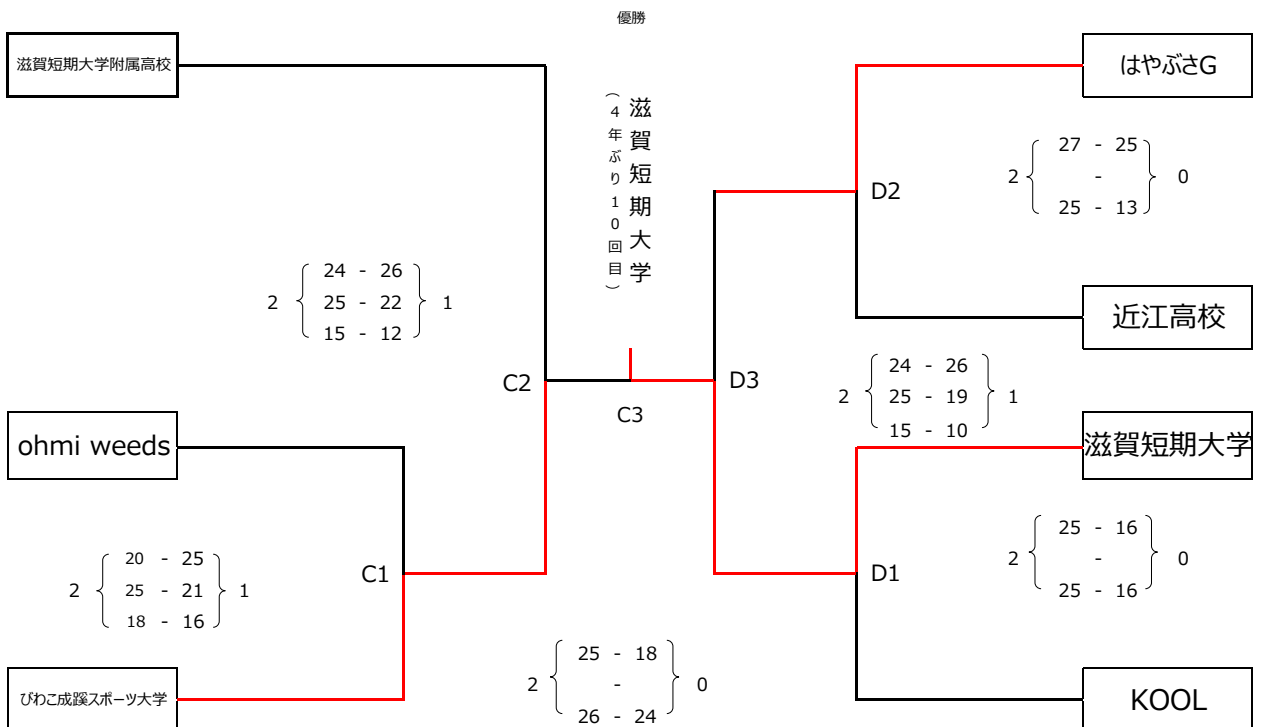 優勝
滋賀短期大学附属高校
はやぶさG
滋賀短期大学
(4年ぶり10回目)
27 - 25
2 - 0
25 - 13
D2
24 - 26
2 25 - 22 1
15 - 12
近江高校
C2
D3
24 - 26
2 25 - 19 1
15 - 10
C3
ohmi weeds
滋賀短期大学
20 - 25
2 25 - 21 1
18 - 16
C1
D1
25 - 16
2 - 0
25 - 16
25 - 18
2 - 0
26 - 24
びわこ成蹊スポーツ大学
KOOL